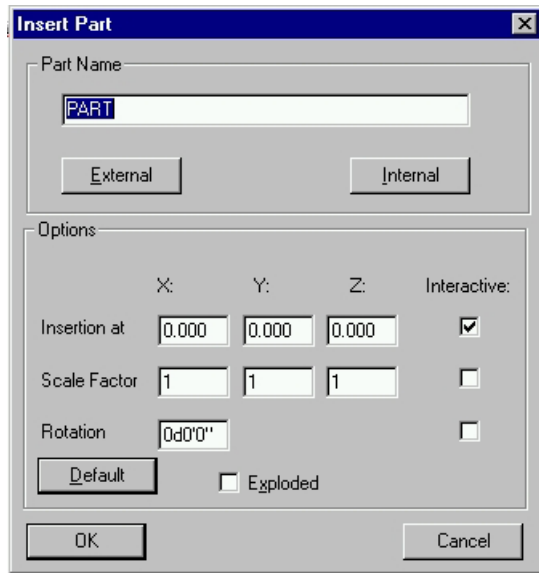 Insert Part
Part Name
PART
External Internal
Options
X: Y: Z: Interactive:
Insertion at 0.000 0.000 0.000
Scale Factor 1 1 1
Rotation 0d0'0"
Default Exploded
OK Cancel